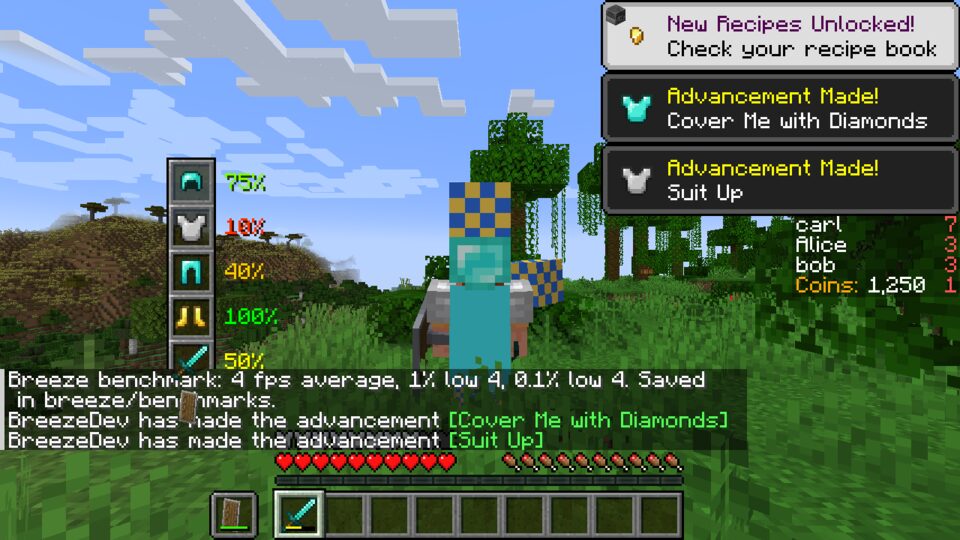 New Recipes Unlocked!
Check your recipe book
Advancement Made!
Cover Me with Diamonds
Advancement Made!
Suit Up
75%
10%
40%
100%
50%
carl 7
Alice 3
bob 3
Coins: 1,250 1
Breeze benchmark: 4 fps average, 1% low 4, 0.1% low 4. Saved
in breeze/benchmarks.
BreezeDev has made the advancement [Cover Me with Diamonds]
BreezeDev has made the advancement [Suit Up]